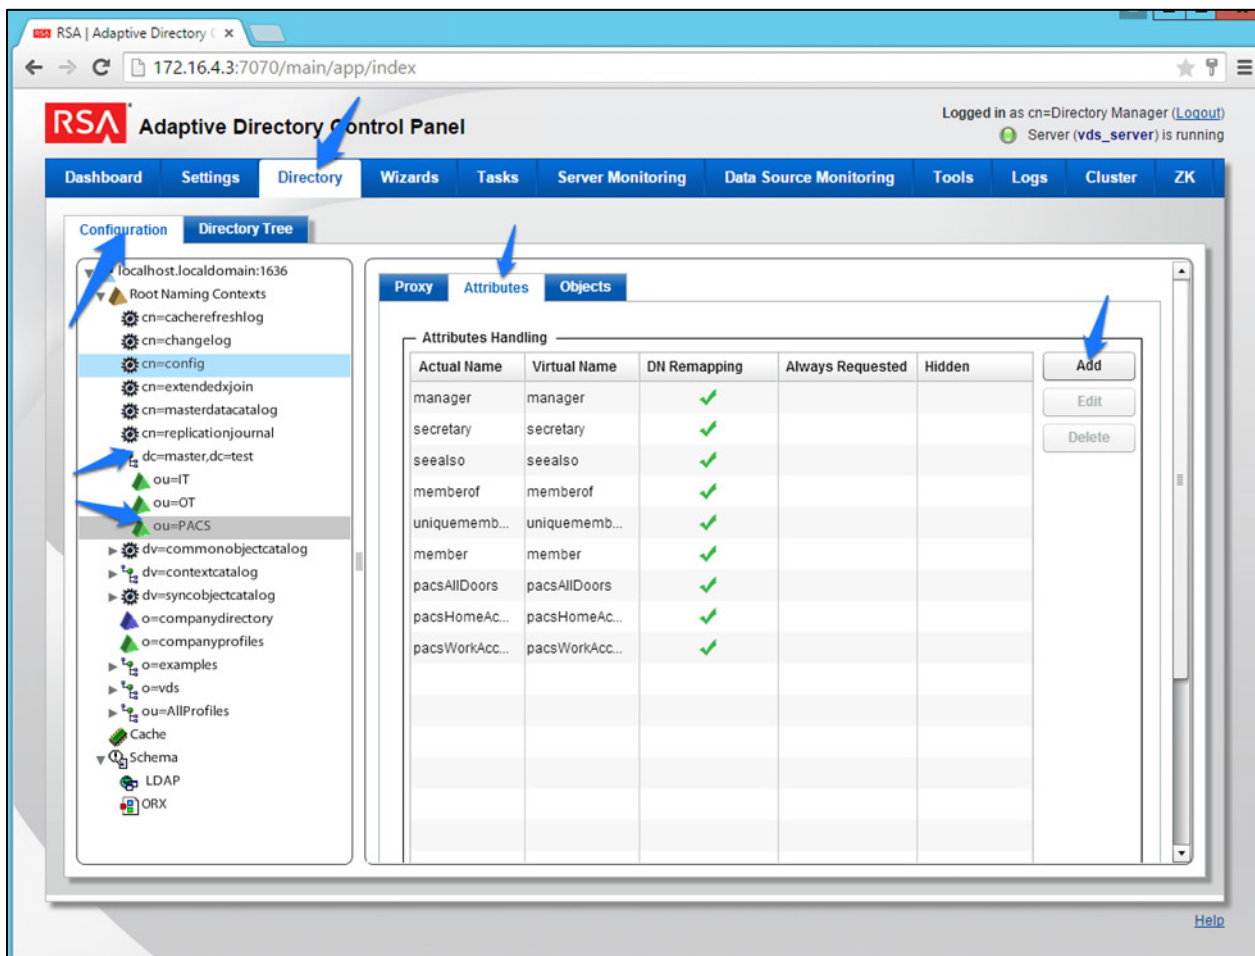 RSA | Adaptive Directory C
172.16.4.3:7070/main/app/index
RSA Adaptive Directory Control Panel
Logged in as cn=Directory Manager (Logout)
Server (vds_server) is running
Dashboard Settings Directory Wizards Tasks Server Monitoring Data Source Monitoring Tools Logs Cluster ZK
Configuration Directory Tree
localhost.localdomain:1636
Root Naming Contexts
cn=cacherefreshlog
cn=changelog
cn=config
cn=extendedxjoin
cn=masterdatacatalog
cn=replicationjournal
dc=master,dc=test
ou=IT
ou=OT
ou=PACS
dv=commonobjectcatalog
dv=contextcatalog
dv=syncobjectcatalog
o=companydirectory
o=companyprofiles
o=examples
o=vds
ou=AllProfiles
Cache
Schema
LDAP
ORX
Proxy Attributes Objects
Attributes Handling
Actual Name Virtual Name DN Remapping Always Requested Hidden
manager manager
secretary secretary
seealso seealso
memberof memberof
uniquememb... uniquememb...
member member
pacsAllDoors pacsAllDoors
pacsHomeAc... pacsHomeAc...
pacsWorkAcc... pacsWorkAcc...
Add
Edit
Delete
Help